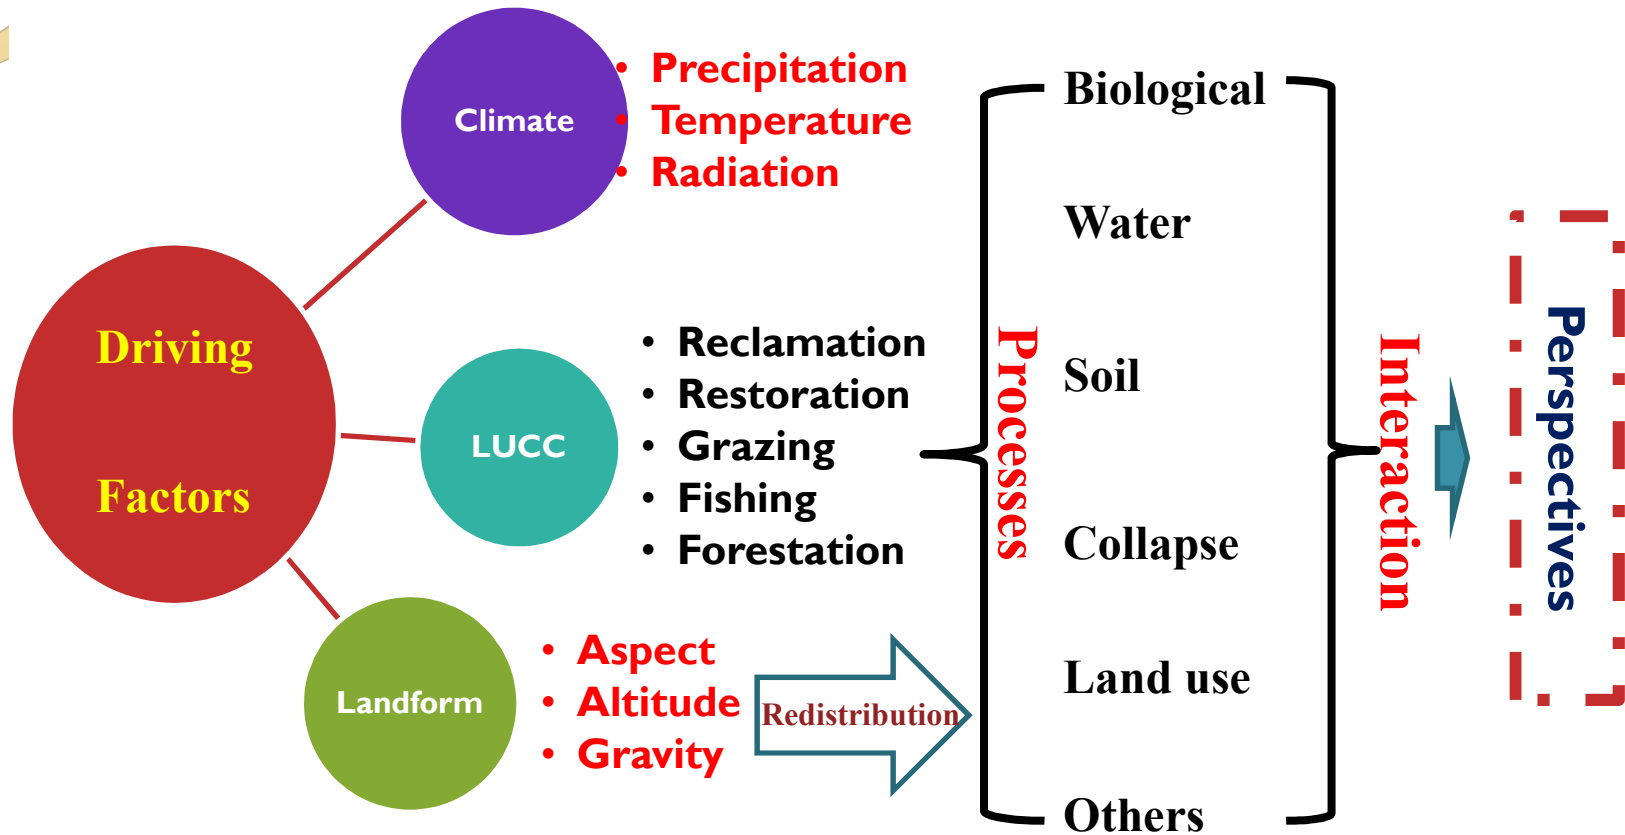 Driving
Factors
Climate
• Precipitation
• Temperature
• Radiation
LUCC
• Reclamation
• Restoration
• Grazing
• Fishing
• Forestation
Landform
• Aspect
• Altitude
• Gravity
Redistribution
Processes
Biological
Water
Soil
Collapse
Land use
Others
Interaction
Perspectives